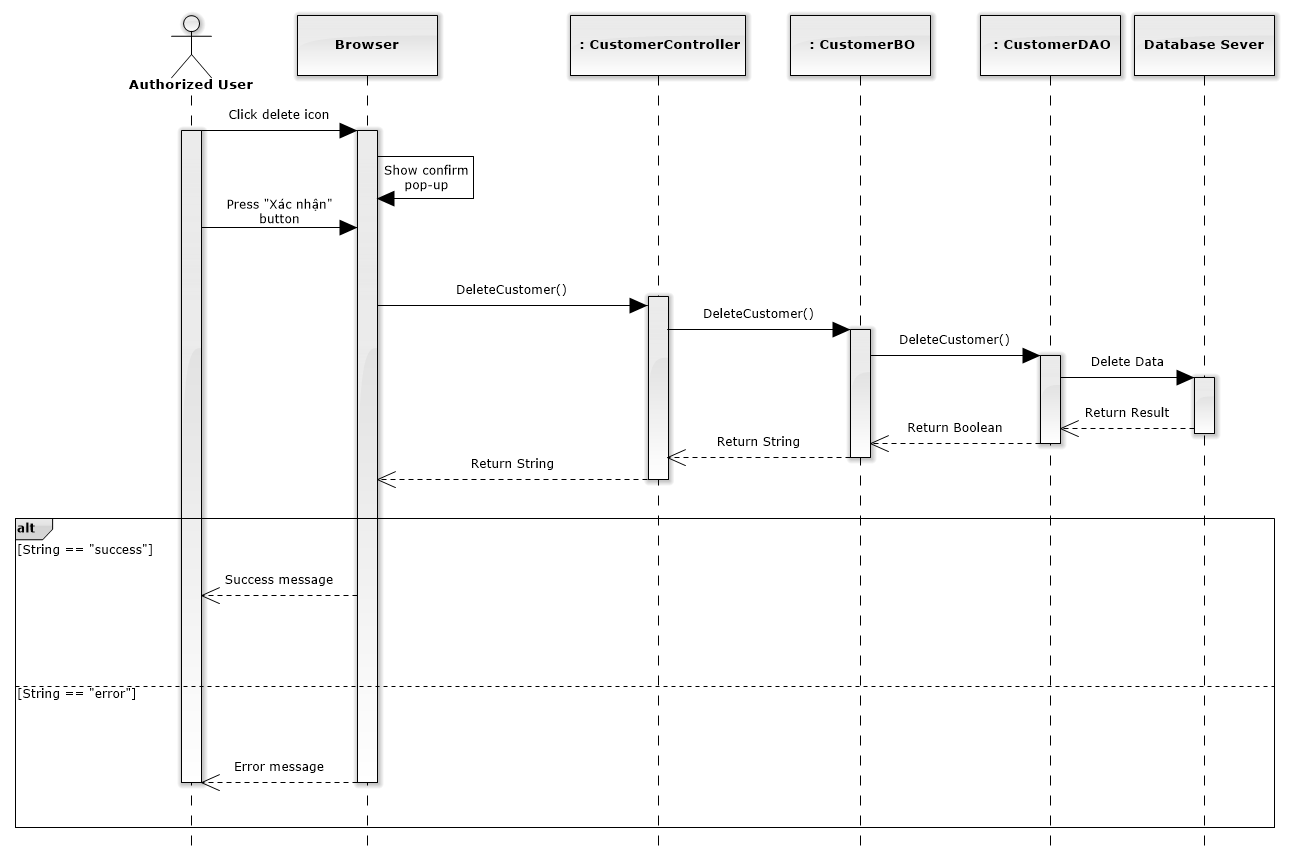 Browser
: CustomerController
: CustomerBO
: CustomerDAO
Database Sever
Authorized User
Click delete icon
Show confirm
pop-up
Press "Xác nhận"
button
DeleteCustomer()
DeleteCustomer()
DeleteCustomer()
Delete Data
Return Result
Return Boolean
Return String
Return String
alt
[String == "success"]
Success message
[String == "error"]
Error message